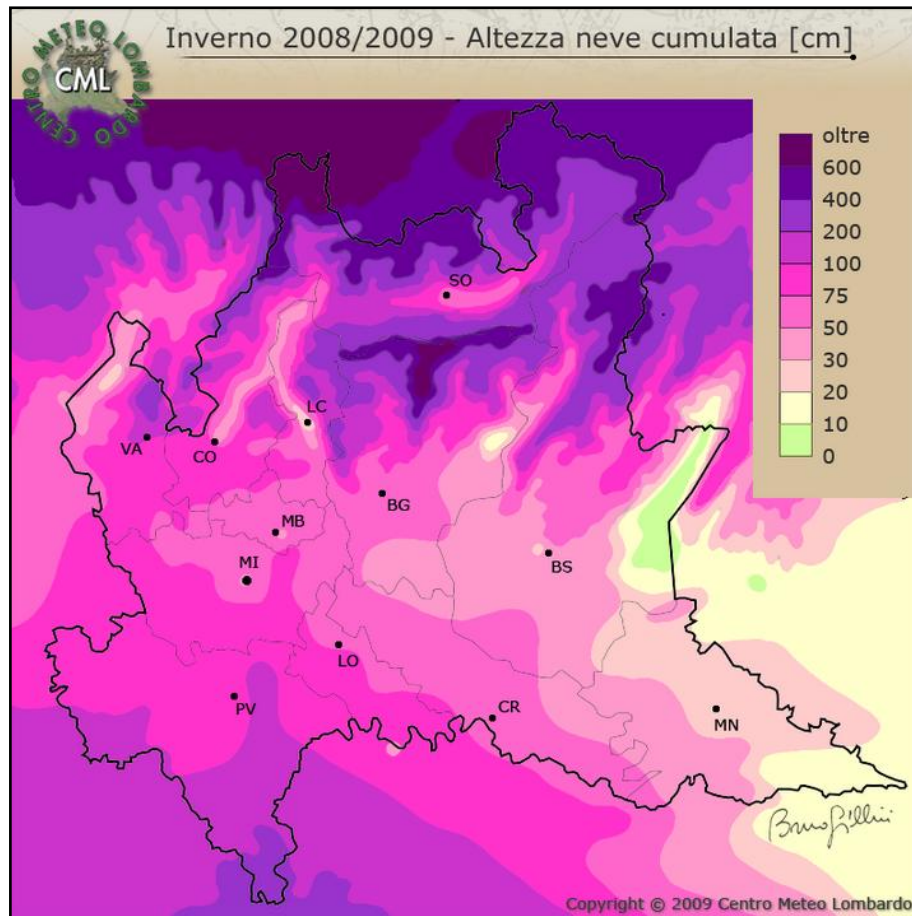 Inverno 2008/2009 - Altezza neve cumulata [cm]
CENTRO METEO LOMBARDO
CML
oltre
600
400
200
100
75
50
30
20
10
0
SO
LC
VA
CO
BG
MB
MI
BS
LO
PV
CR
MN
Bruno Grillini
Copyright © 2009 Centro Meteo Lombardo